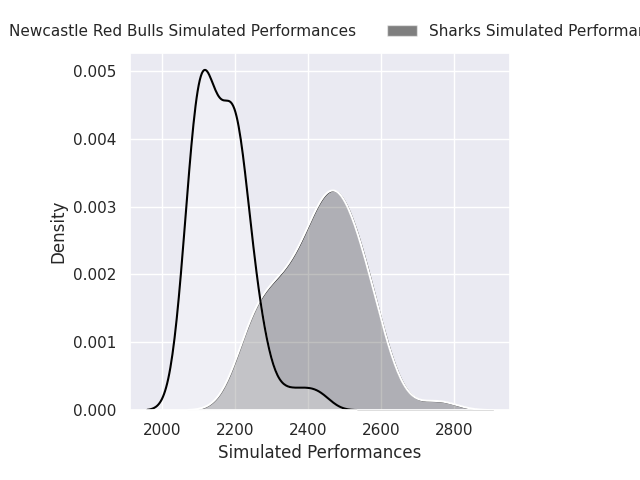 Newcastle Red Bulls Simulated Performances
Sharks Simulated
0.005
0.004
0.003
0.002
0.001
0.000
Density
2000 2200 2400 2600 2800
Simulated Performances